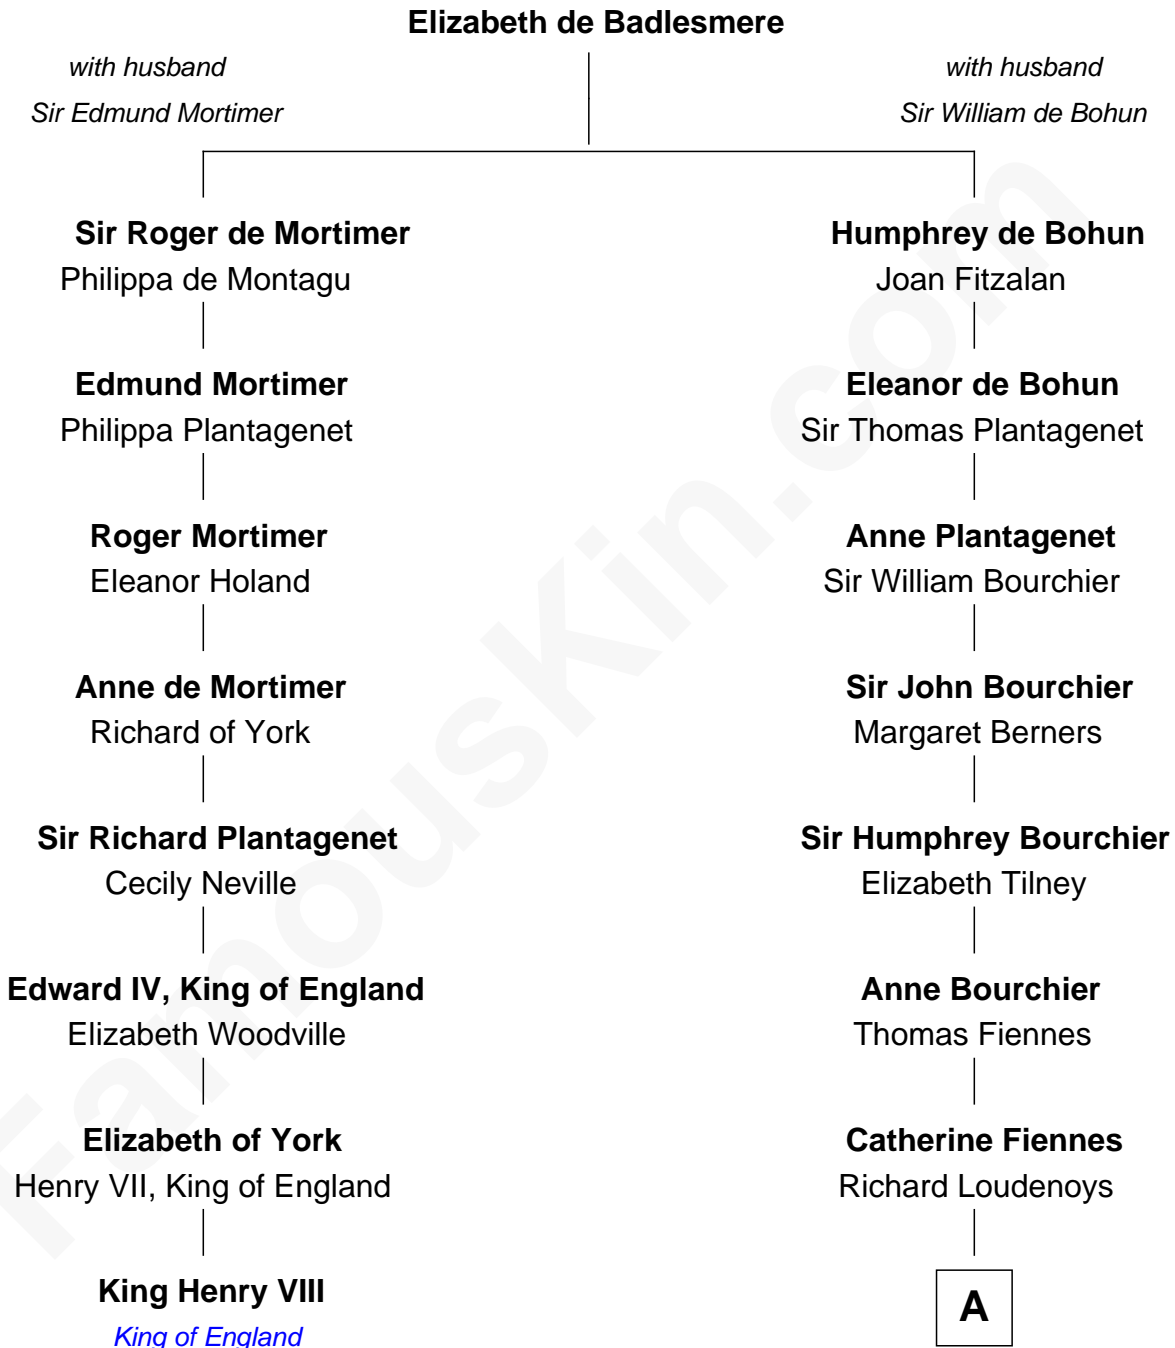 Elizabeth de Badlesmere
with husband
Sir Edmund Mortimer
with husband
Sir William de Bohun
Sir Roger de Mortimer
Philippa de Montagu
Humphrey de Bohun
Joan Fitzalan
Edmund Mortimer
Philippa Plantagenet
Eleanor de Bohun
Sir Thomas Plantagenet
Roger Mortimer
Eleanor Holand
Anne Plantagenet
Sir William Bourchier
Anne de Mortimer
Richard of York
Sir John Bourchier
Margaret Berners
Sir Richard Plantagenet
Cecily Neville
Sir Humphrey Bourchier
Elizabeth Tilney
Edward IV, King of England
Elizabeth Woodville
Anne Bourchier
Thomas Fiennes
Elizabeth of York
Henry VII, King of England
Catherine Fiennes
Richard Loudenoys
King Henry VIII
King of England
A
FamousKin.com